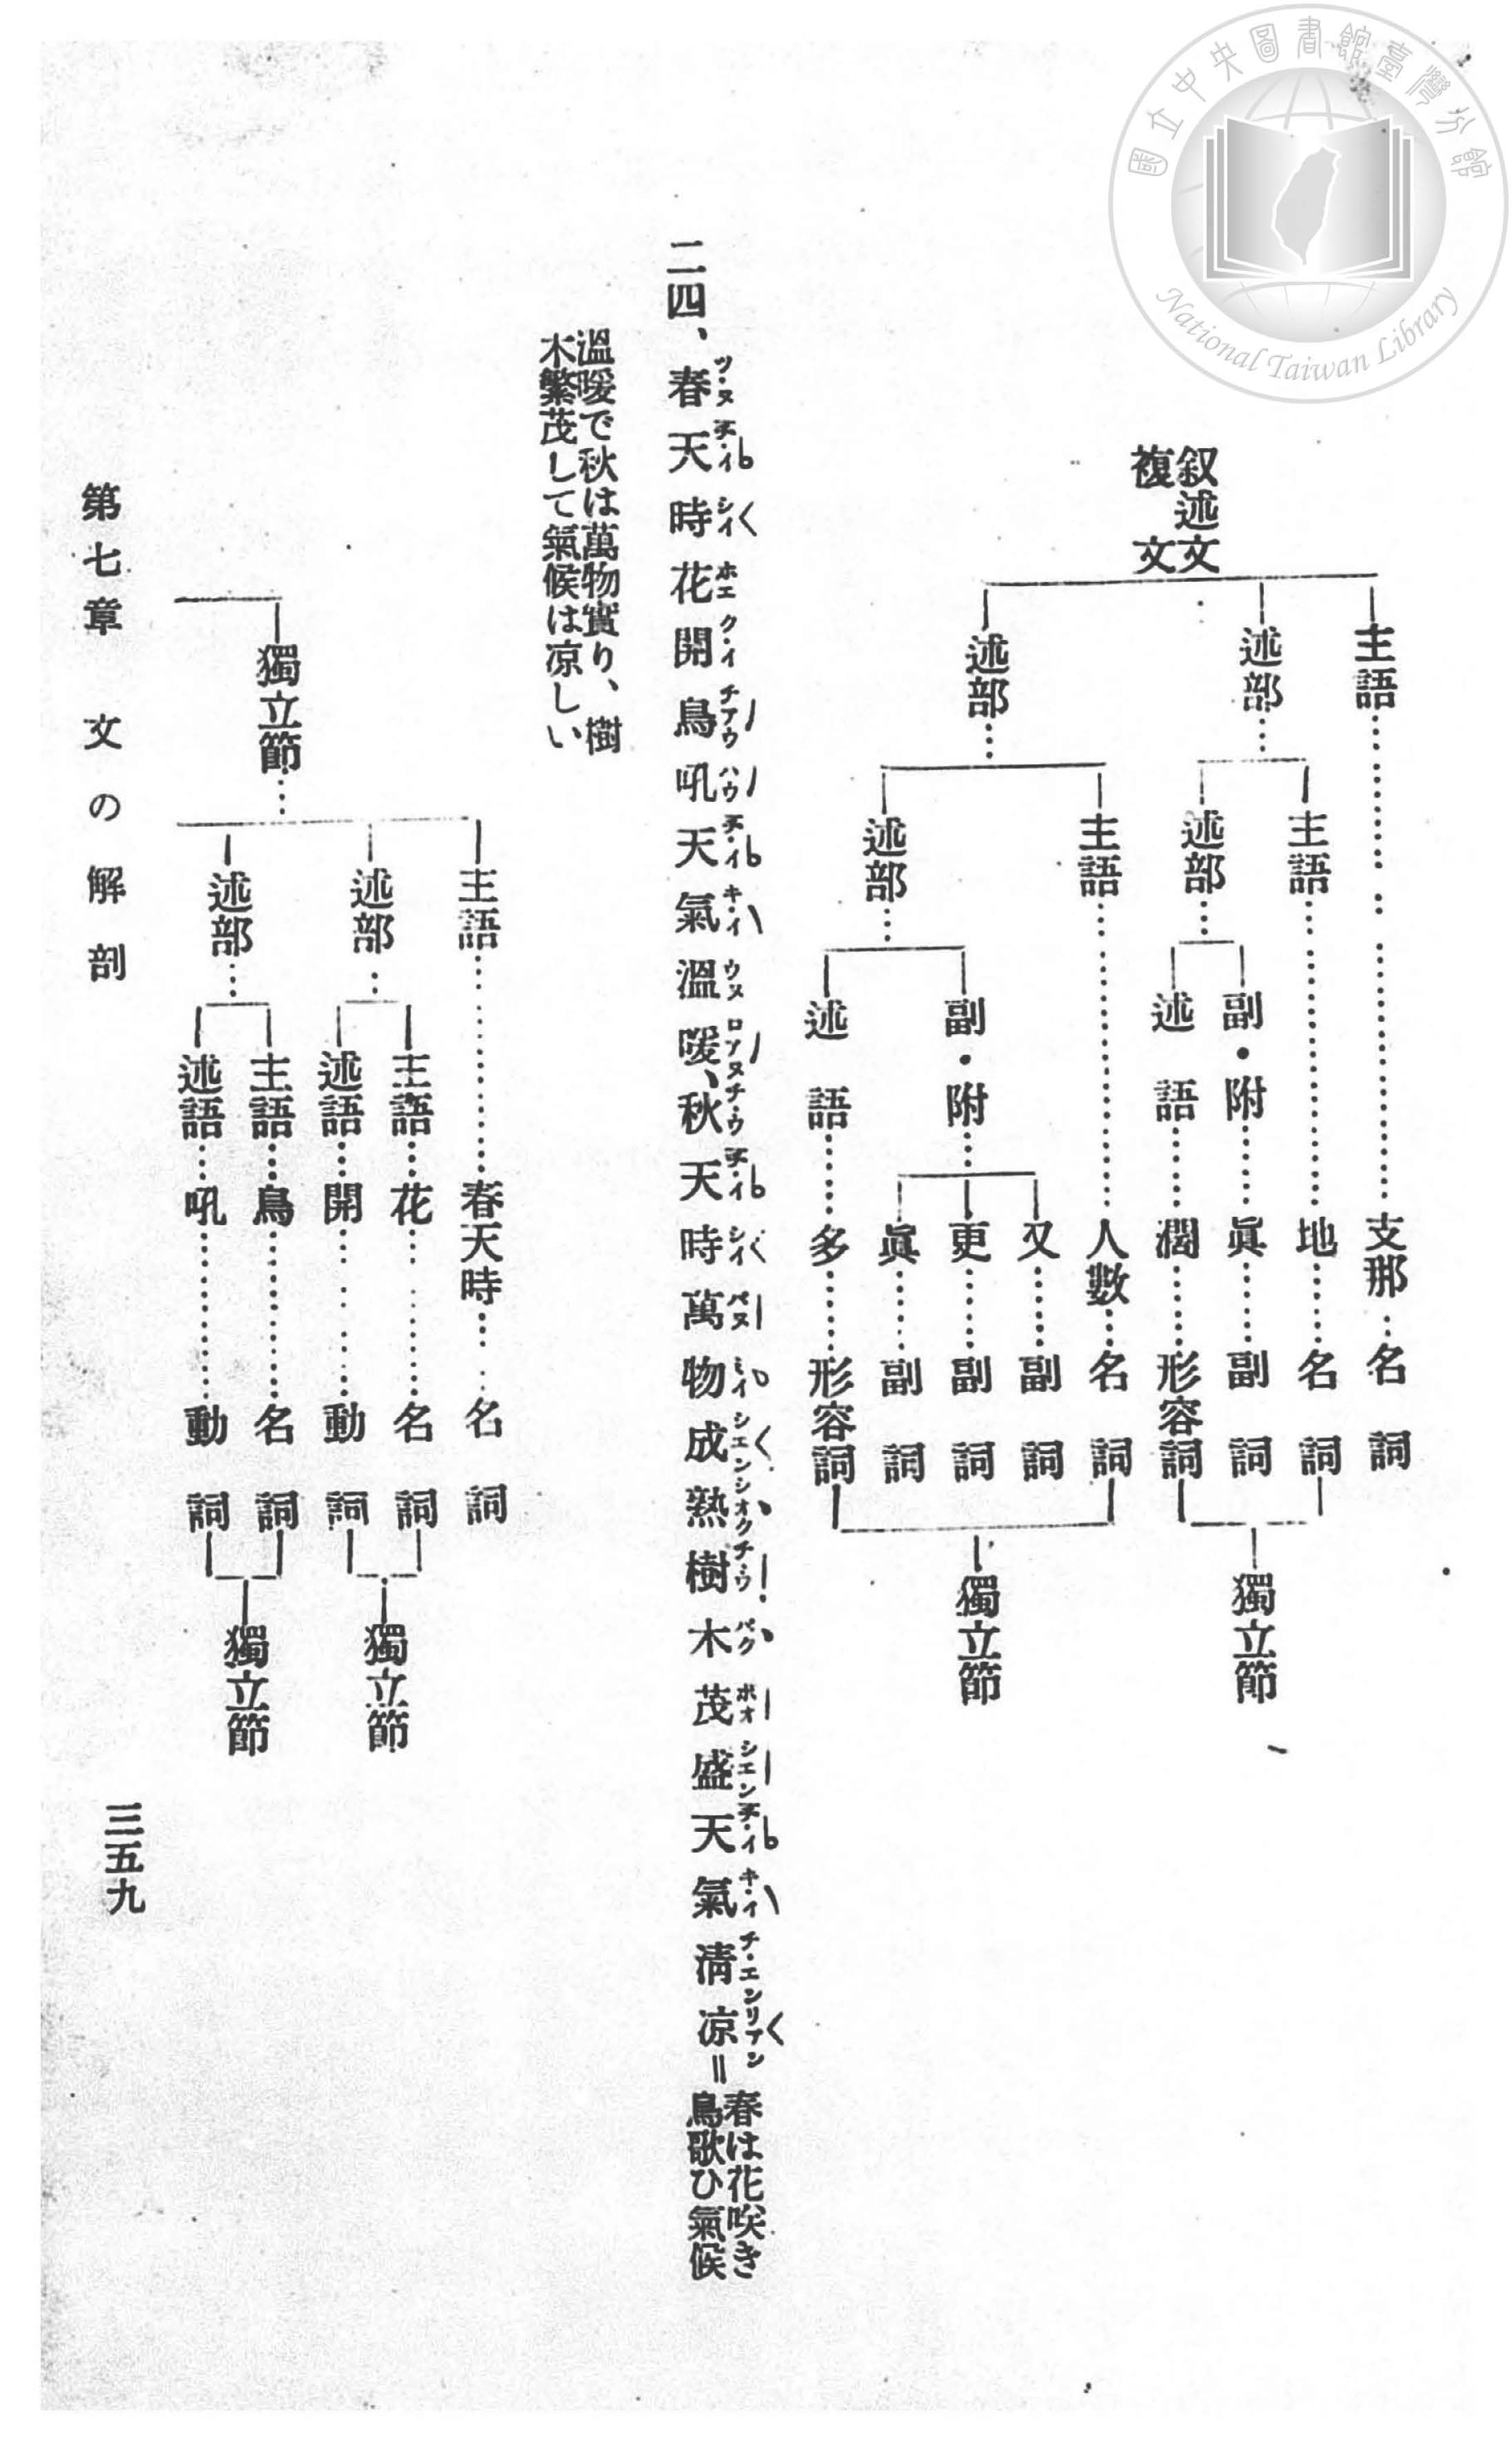 國立中央圖書館臺灣分館
National Taiwan Library
叙述文
複文
主語 支那 名詞
述部
主語 地 名詞
述部
副・附 眞 副詞
述語 濶 形容詞
獨立節
述部
主語 人數 名詞
述部
副・附
又 副詞
更 副詞
眞 副詞
述語 多 形容詞
獨立節
二四、春天時花開鳥吼天氣溫暖、秋天時萬物成熟樹木茂盛天氣淸凉=
春は花咲き
鳥歌ひ氣候
溫暖で秋は萬物實り、樹
木繁茂して氣候は凉しい
獨立節
主語 春天時 名詞
述部
主語 花 名詞
述語 開 動詞
獨立節
述部
主語 鳥 名詞
述語 吼 動詞
獨立節
第七章 文の解剖
三五九